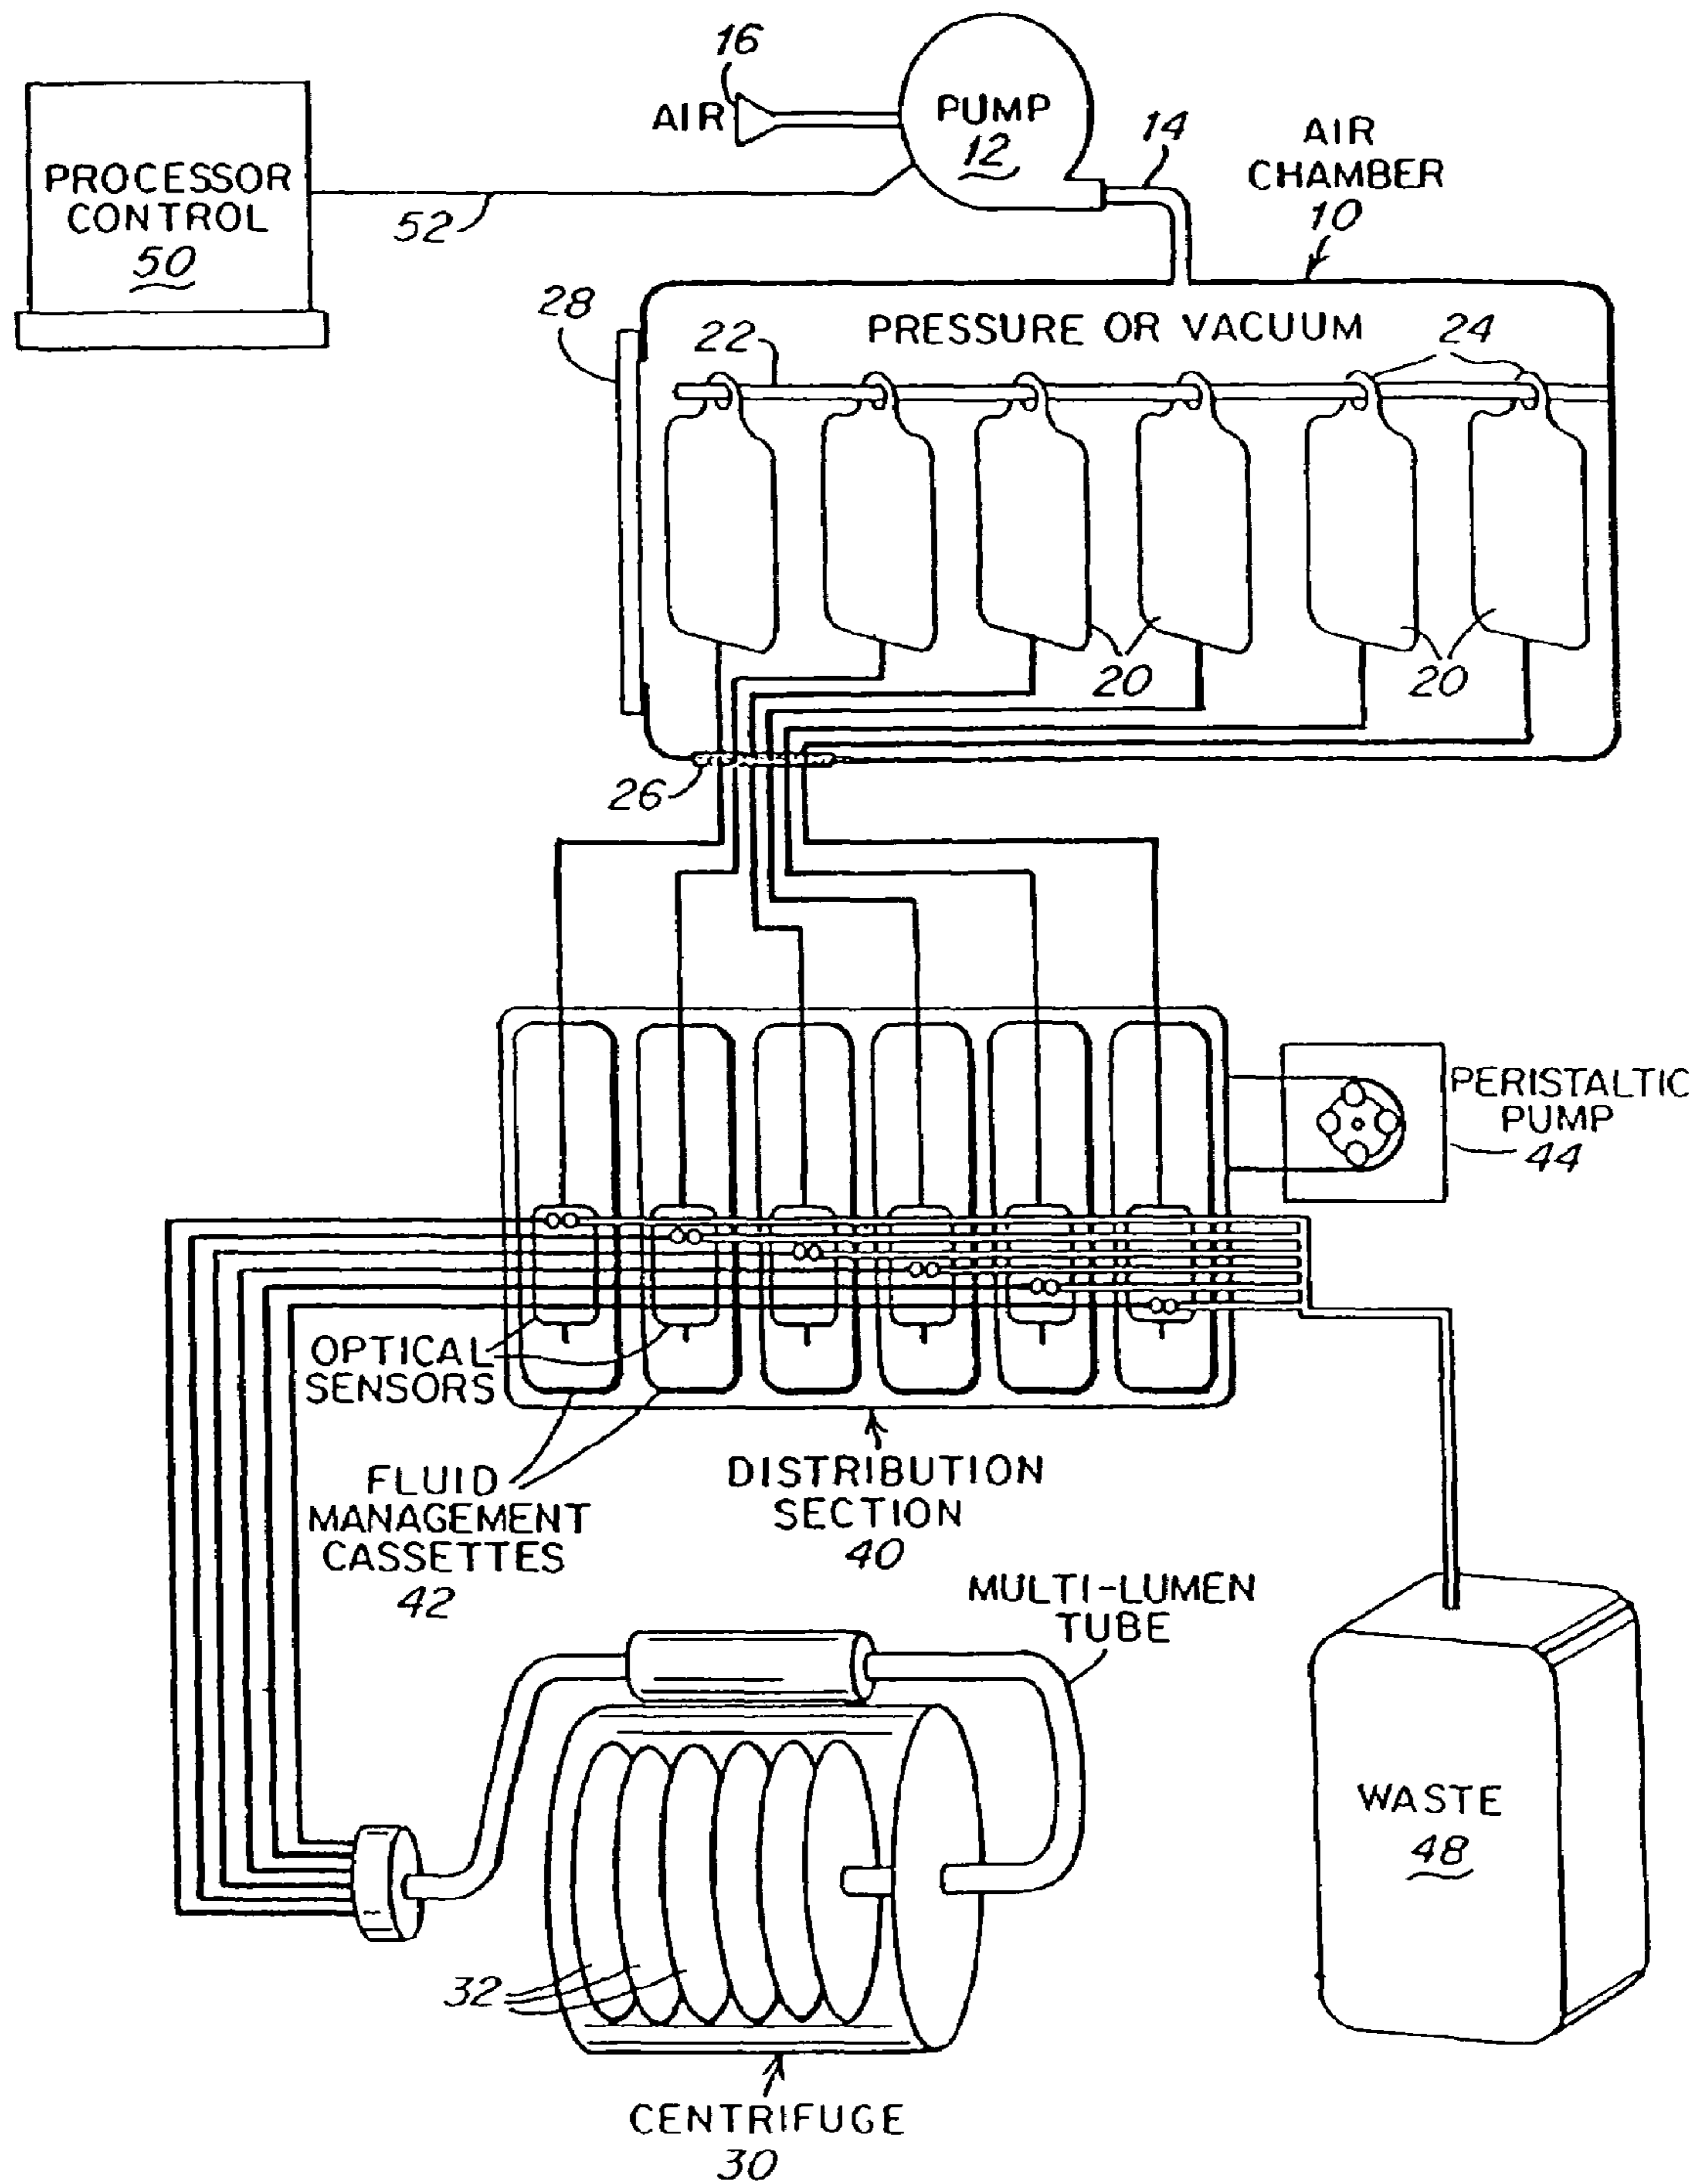 16
AIR
PUMP
12
14
AIR
CHAMBER
10
PROCESSOR
CONTROL
50
52
28
22
PRESSURE OR VACUUM
24
20
20
26
PERISTALTIC
PUMP
44
OPTICAL
SENSORS
FLUID
MANAGEMENT
CASSETTES
42
DISTRIBUTION
SECTION
40
MULTI-LUMEN
TUBE
WASTE
48
32
CENTRIFUGE
30